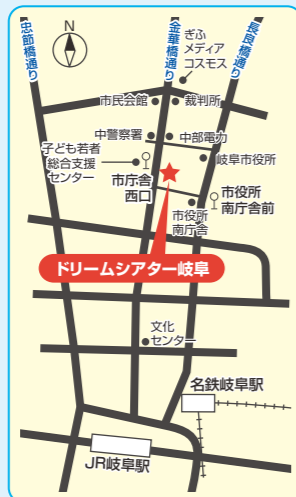 忠節橋通り
金華橋通り
長良橋通り
N
ぎふ
メディア
コスモス
市民会館
裁判所
中警察署
中部電力
子ども若者
総合支援
センター
岐阜市役所
市庁舎
西口
市役所
南庁舎前
市役所
南庁舎
ドリームシアター岐阜
文化
センター
名鉄岐阜駅
JR岐阜駅